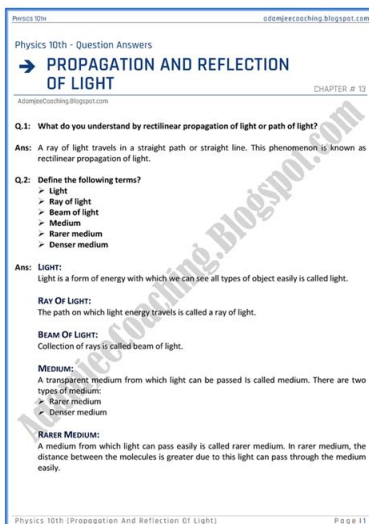 PHYSICS 10TH
adamjeecoaching.blogspot.com
Physics 10th - Question Answers
→ PROPAGATION AND REFLECTION
OF LIGHT
CHAPTER # 13
AdamjeeCoaching.Blogspot.com
Q.1: What do you understand by rectilinear propagation of light or path of light?
Ans: A ray of light travels in a straight path or straight line. This phenomenon is known as
rectilinear propagation of light.
Q.2: Define the following terms?
➢ Light
➢ Ray of light
➢ Beam of light
➢ Medium
➢ Rarer medium
➢ Denser medium
Ans: LIGHT:
Light is a form of energy with which we can see all types of object easily is called light.
RAY OF LIGHT:
The path on which light energy travels is called a ray of light.
BEAM OF LIGHT:
Collection of rays is called beam of light.
MEDIUM:
A transparent medium from which light can be passed Is called medium. There are two
types of medium:
➢ Rarer medium
➢ Denser medium
RARER MEDIUM:
A medium from which light can pass easily is called rarer medium. In rarer medium, the
distance between the molecules is greater due to this light can pass through the medium
easily.
AdamjeeCoaching.Blogspot.com
Physics 10th (Propagation And Reflection Of Light)
Page | 1